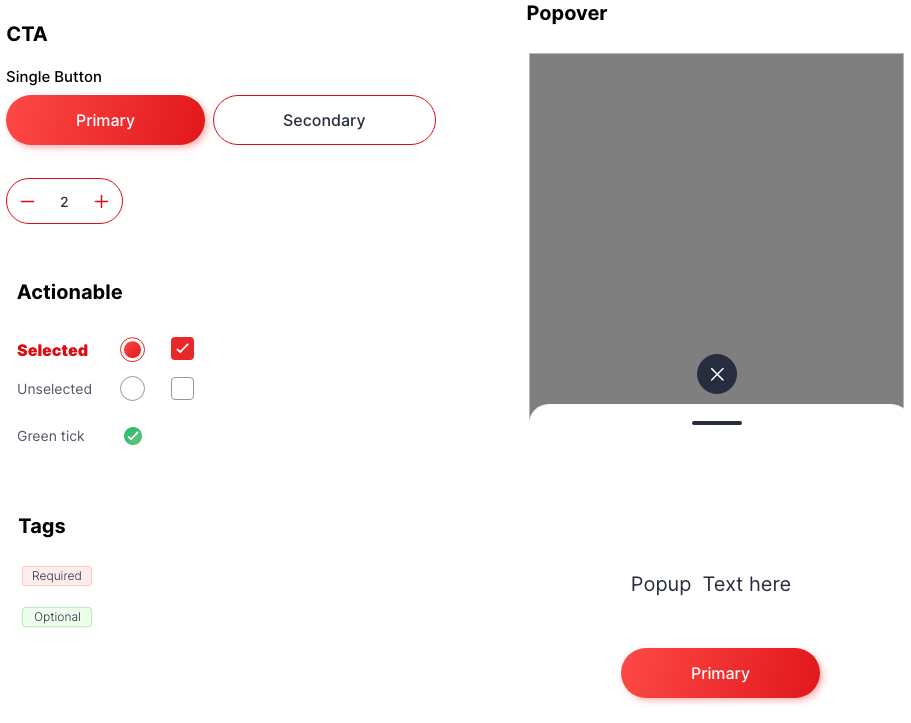 CTA
Single Button
Primary
Secondary
2
Actionable
Selected
Unselected
Green tick
Tags
Required
Optional
Popover
Popup Text here
Primary